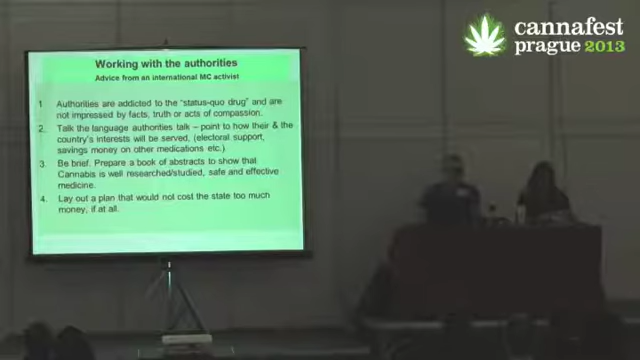 Working with the authorities
Advice from an international MC activist
1 Authorities are addicted to the "status-quo drug" and are
not impressed by facts, truth or acts of compassion.
2. Talk the language authorities talk – point to how their & the
country's interests will be served, (electoral support,
savings money on other medications etc.)
3. Be brief. Prepare a book of abstracts to show that
Cannabis is well researched/studied, safe and effective
medicine.
4. Lay out a plan that would not cost the state too much
money, if at all.
cannafest
prague 2013